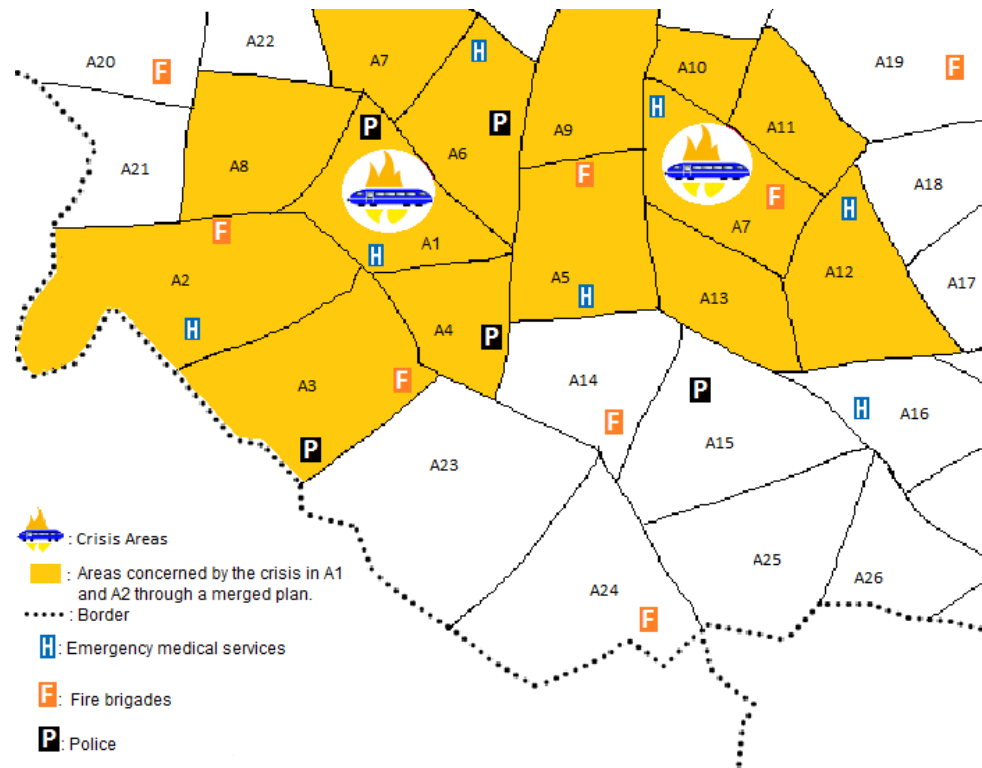 A22
A20
F
A7
H
A10
A19
F
H
P
P
A9
A11
A6
A21
A8
F
F
A18
H
F
A1
A7
H
A2
A5
A12
A17
H
A13
H
A4
P
A3
F
A14
P
H
A16
F
P
A15
A23
: Crisis Areas
A25
: Areas concerned by the crisis in A1
and A2 through a merged plan.
A26
A24
: Border
F
H : Emergency medical services
F : Fire brigades
P : Police